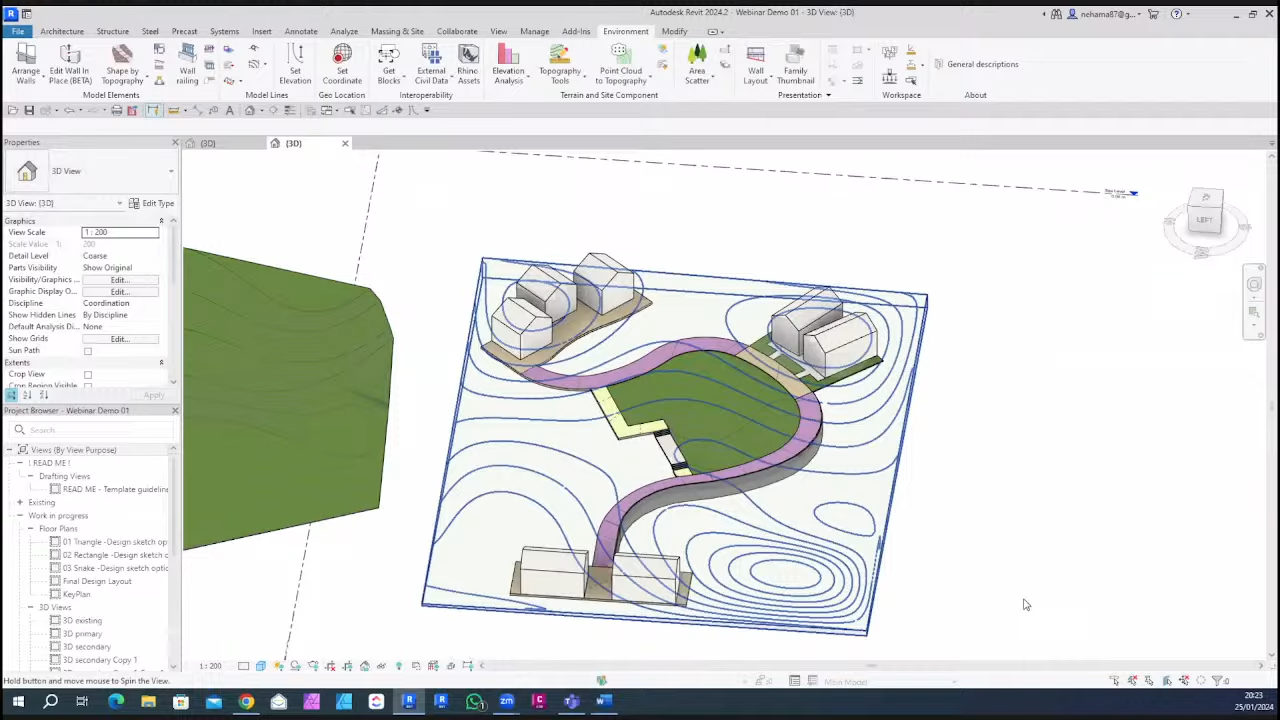 Autodesk Revit 2024.2 - Webinar Demo 01 - 3D View: {3D}
nehama87@g...
File Architecture Structure Steel Precast Systems Insert Annotate Analyze Massing & Site Collaborate View Manage Add-Ins Environment Modify
Arrange Walls
Edit Wall In Place (BETA)
Shape by Topography
Wall railing
Set Elevation
Set Coordinate
Get Blocks
External Civil Data
Rhino Assets
Elevation Analysis
Topography Tools
Point Cloud to Topography
Area Scatter
Wall Layout
Family Thumbnail
General descriptions
Model Elements Model Lines Geo Location Interoperability Terrain and Site Component Presentation Workspace About
Properties
{3D}
{3D}
3D View
3D View: {3D} Edit Type
Graphics
View Scale 1 : 200
Scale Value 1: 200
Detail Level Coarse
Parts Visibility Show Original
Visibility/Graphics ... Edit...
Graphic Display O... Edit...
Discipline Coordination
Show Hidden Lines By Discipline
Default Analysis Di... None
Show Grids Edit...
Sun Path
Extents
Crop View
Crop Region Visible
Apply
LEFT
Project Browser - Webinar Demo 01
Search
Views (By View Purpose)
! READ ME !
Drafting Views
READ ME - Template guideline
Existing
Work in progress
Floor Plans
01 Triangle -Design sketch op
02 Rectangle -Design sketch o
03 Snake -Design sketch optio
Final Design Layout
KeyPlan
3D Views
3D existing
3D primary
3D secondary
3D secondary Copy 1
1 : 200
Hold button and move mouse to Spin the View.
Main Model
:0
20:23
25/01/2024